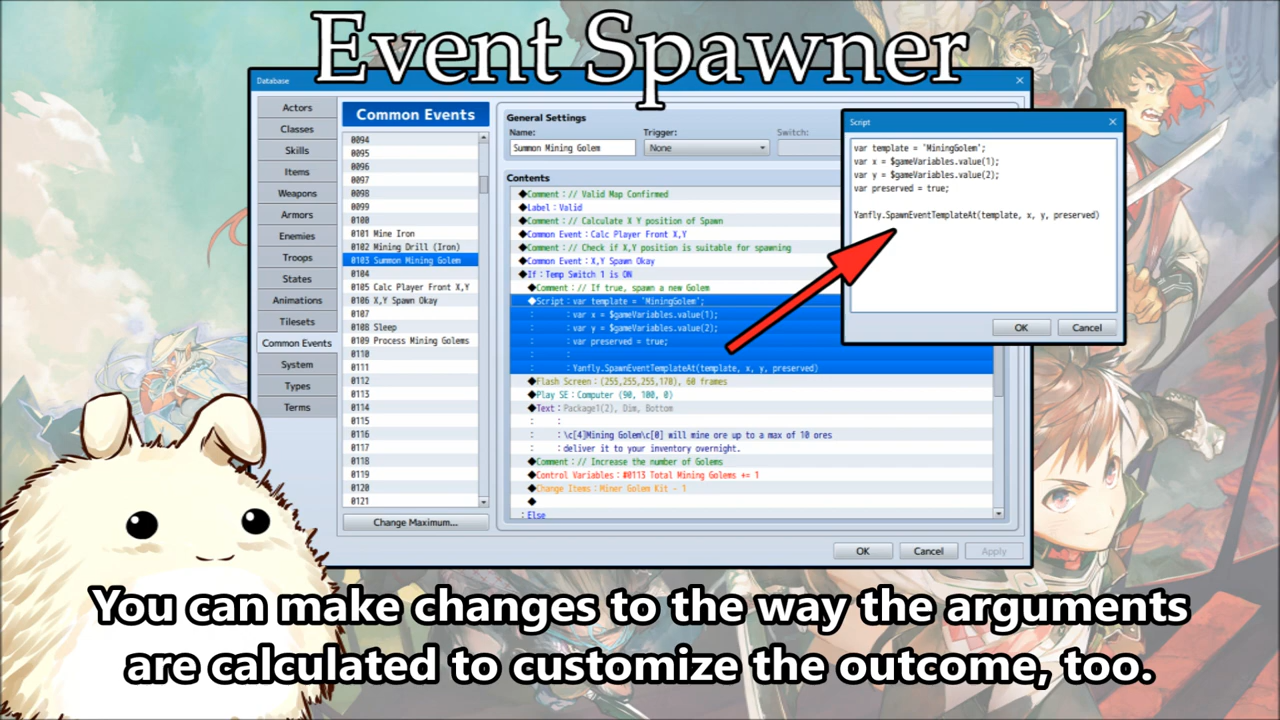 Event Spawner
Database
Actors
Classes
Skills
Items
Weapons
Armors
Enemies
Troops
States
Animations
Tilesets
Common Events
System
Types
Terms
Common Events
0094
0095
0096
0097
0098
0099
0100
0101 Mine Iron
0102 Mining Drill (Iron)
0103 Summon Mining Golem
0104
0105 Calc Player Front X,Y
0106 X,Y Spawn Okay
0107
0108 Sleep
0109 Process Mining Golems
0110
0111
0112
0113
0114
0115
0116
0117
0118
0119
0120
0121
Change Maximum...
General Settings
Name: Trigger: Switch:
Summon Mining Golem None
Contents
◆Comment : // Valid Map Confirmed
◆Label : Valid
◆Comment : // Calculate X Y position of Spawn
◆Common Event : Calc Player Front X,Y
◆Comment : // Check if X,Y position is suitable for spawning
◆Common Event : X,Y Spawn Okay
◆If : Temp Switch 1 is ON
◆Comment : // If true, spawn a new Golem
◆Script : var template = 'MiningGolem';
: : var x = $gameVariables.value(1);
: : var y = $gameVariables.value(2);
: : var preserved = true;
: :
: : Yanfly.SpawnEventTemplateAt(template, x, y, preserved)
◆Flash Screen : (255,255,255,170), 60 frames
◆Play SE : Computer (90, 100, 0)
◆Text : Package1(2), Dim, Bottom
: :
: : \c[4]Mining Golem\c[0] will mine ore up to a max of 10 ores
: : deliver it to your inventory overnight.
◆Comment : // Increase the number of Golems
◆Control Variables : #0113 Total Mining Golems += 1
◆Change Items : Miner Golem Kit - 1
◆
: Else
OK Cancel Apply
Script
var template = 'MiningGolem';
var x = $gameVariables.value(1);
var y = $gameVariables.value(2);
var preserved = true;
Yanfly.SpawnEventTemplateAt(template, x, y, preserved)
OK Cancel
You can make changes to the way the arguments
are calculated to customize the outcome, too.